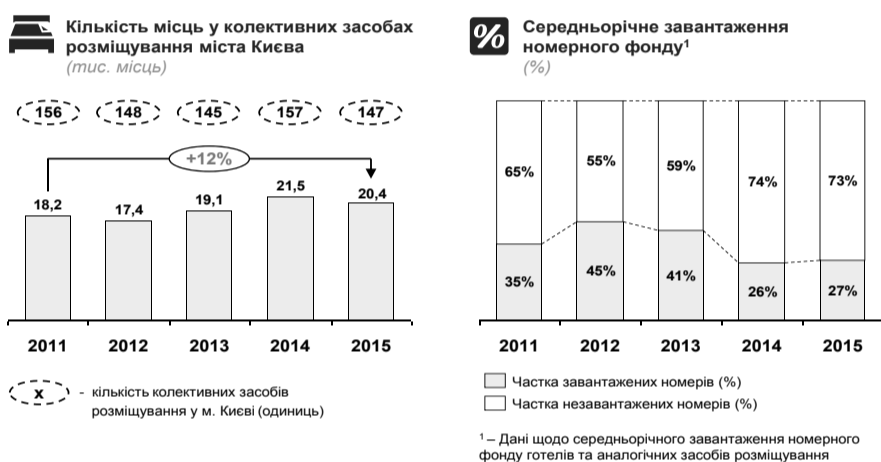 Кількість місць у колективних засобах
розміщування міста Києва
(тис. місць)
156 148 145 157 147
+12%
18,2 17,4 19,1 21,5 20,4
2011 2012 2013 2014 2015
x - кількість колективних засобів
розміщування у м. Києві (одиниць)
% Середньорічне завантаження
номерного фонду¹
(%)
65% 55% 59% 74% 73%
35% 45% 41% 26% 27%
2011 2012 2013 2014 2015
Частка завантажених номерів (%)
Частка незавантажених номерів (%)
¹ – Дані щодо середньорічного завантаження номерного
фонду готелів та аналогічних засобів розміщування